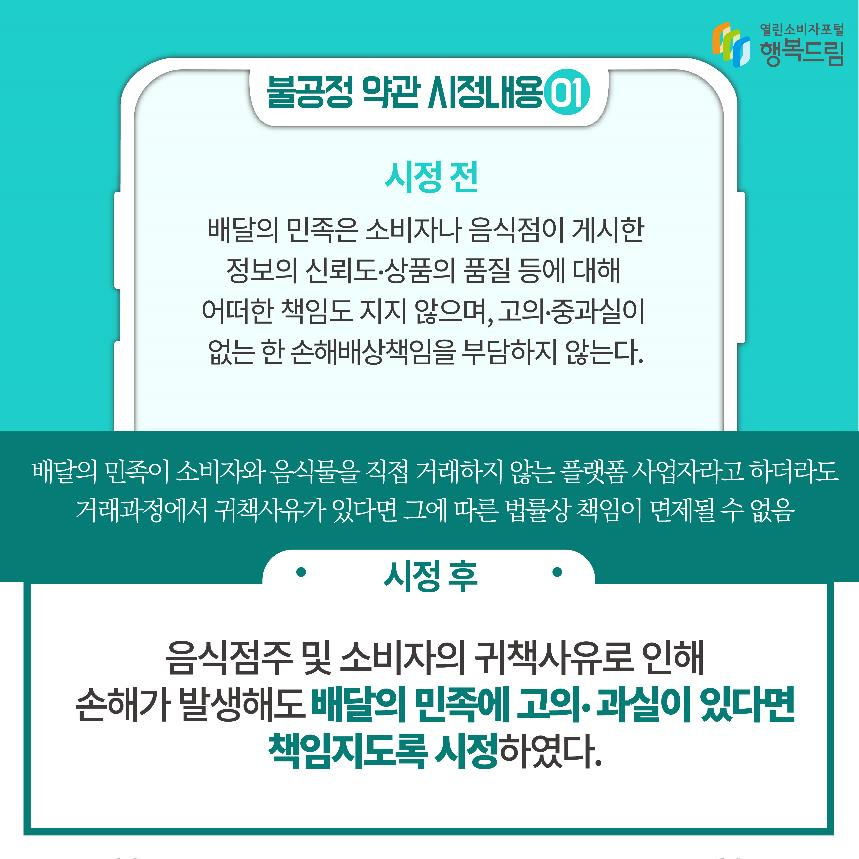 열린소비자포털
행복드림
불공정 약관 시정내용 01
시정 전
배달의 민족은 소비자나 음식점이 게시한
정보의 신뢰도·상품의 품질 등에 대해
어떠한 책임도 지지 않으며, 고의·중과실이
없는 한 손해배상책임을 부담하지 않는다.
배달의 민족이 소비자와 음식물을 직접 거래하지 않는 플랫폼 사업자라고 하더라도
거래과정에서 귀책사유가 있다면 그에 따른 법률상 책임이 면제될 수 없음
시정 후
음식점주 및 소비자의 귀책사유로 인해
손해가 발생해도 배달의 민족에 고의·과실이 있다면
책임지도록 시정하였다.